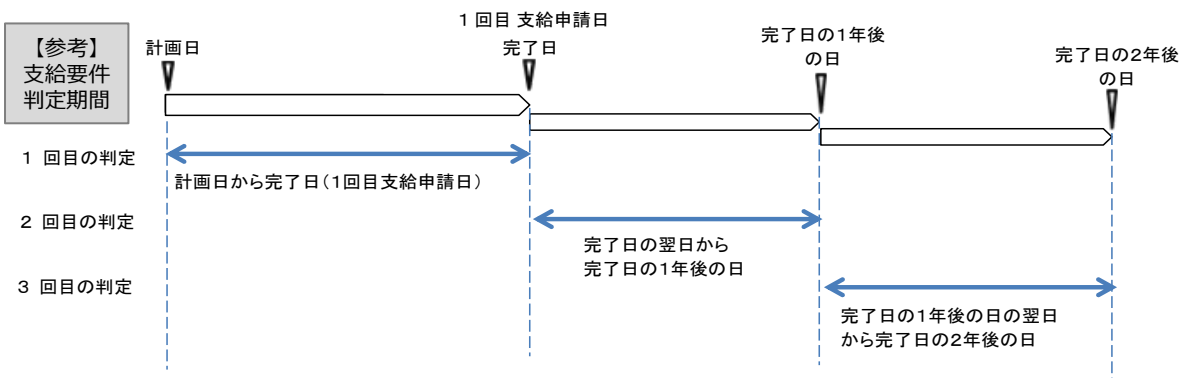 【参考】
支給要件
判定期間
計画日
1回目 支給申請日
完了日
完了日の1年後
の日
完了日の2年後
の日
1 回目の判定
計画日から完了日(1回目支給申請日)
2 回目の判定
完了日の翌日から
完了日の1年後の日
3 回目の判定
完了日の1年後の日の翌日
から完了日の2年後の日